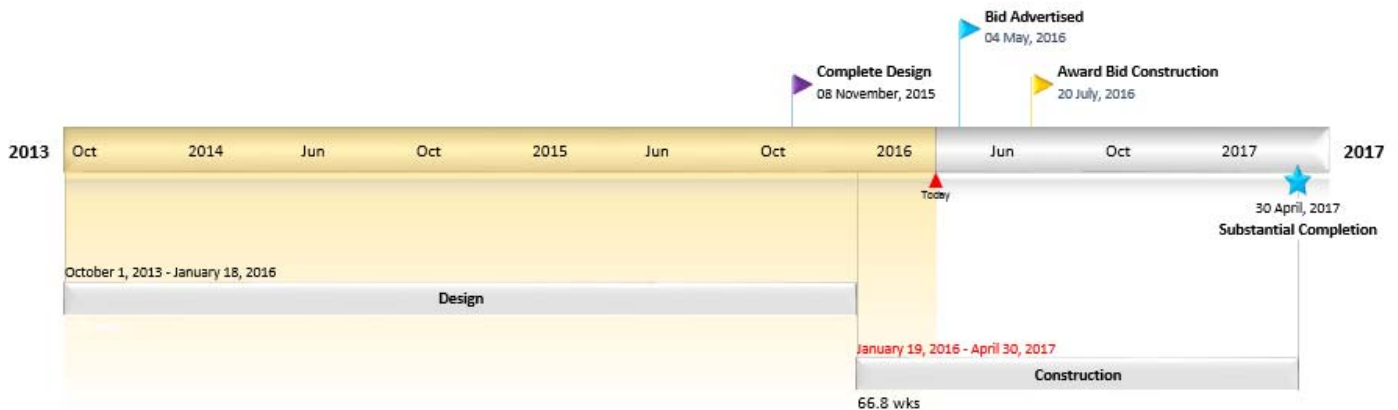 Bid Advertised
04 May, 2016
Complete Design
08 November, 2015
Award Bid Construction
20 July, 2016
2013 Oct 2014 Jun Oct 2015 Jun Oct 2016 Jun Oct 2017 2017
Today
30 April, 2017
Substantial Completion
October 1, 2013 - January 18, 2016
Design
January 19, 2016 - April 30, 2017
Construction
66.8 wks